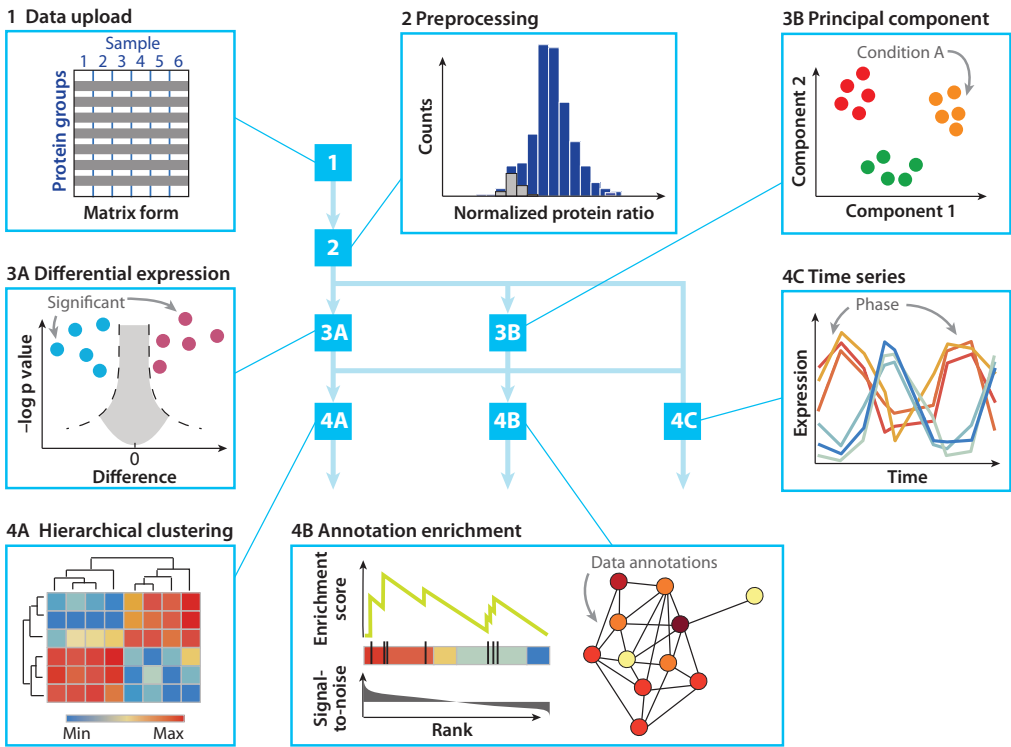 1 Data upload
Sample
1 2 3 4 5 6
Protein groups
Matrix form
2 Preprocessing
Counts
Normalized protein ratio
3B Principal component
Condition A
Component 2
Component 1
1
2
3A
3B
4A
4B
4C
3A Differential expression
Significant
–log p value
0
Difference
4C Time series
Phase
Expression
Time
4A Hierarchical clustering
Min
Max
4B Annotation enrichment
Enrichment
score
Signal-
to-noise
Rank
Data annotations